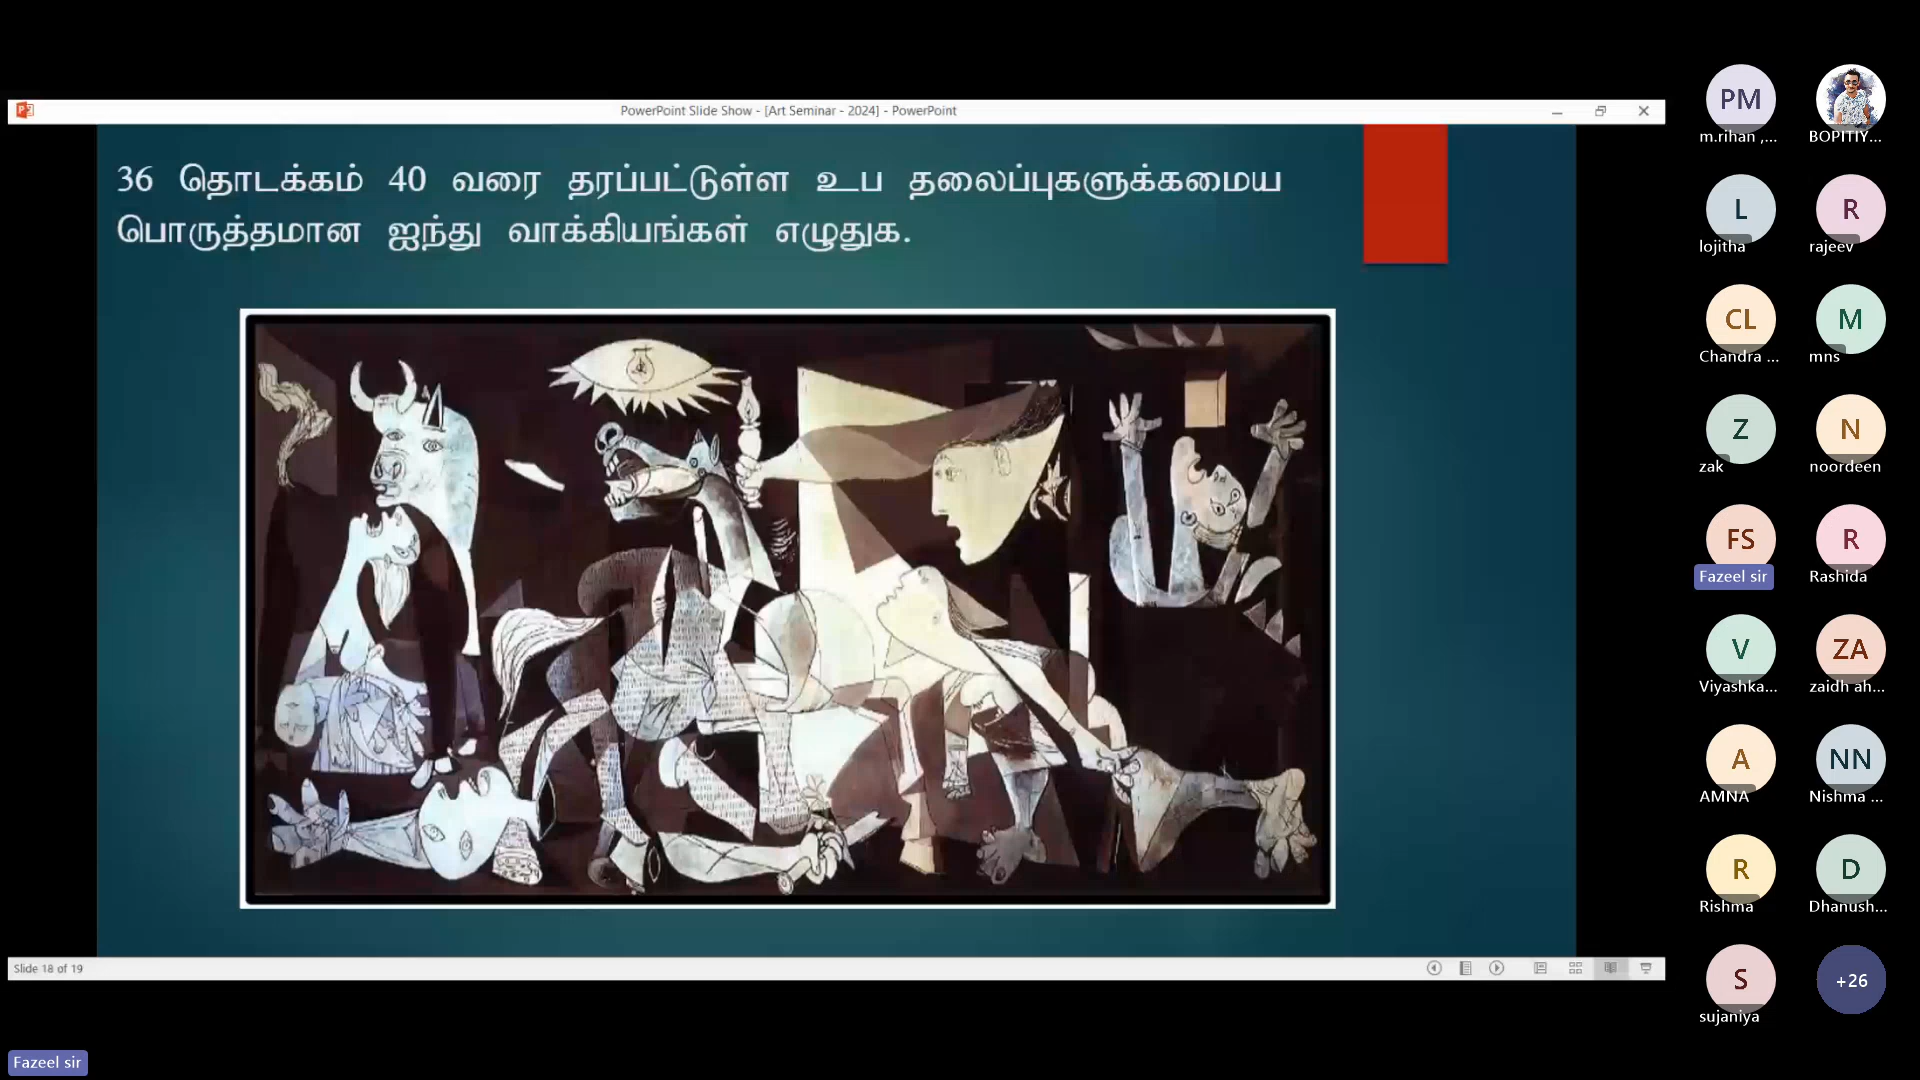 PowerPoint Slide Show - [Art Seminar - 2024] - PowerPoint
36 தொடக்கம் 40 வரை தரப்பட்டுள்ள உப தலைப்புகளுக்கமைய
பொருத்தமான ஐந்து வாக்கியங்கள் எழுதுக.
Slide 18 of 19
Fazeel sir
PM
m.rihan ,...
BOPITIY...
L
lojitha
R
rajeev
CL
Chandra ...
M
mns
Z
zak
N
noordeen
FS
Fazeel sir
R
Rashida
V
Viyashka...
ZA
zaidh ah...
A
AMNA
NN
Nishma ...
R
Rishma
D
Dhanush...
S
sujaniya
+26